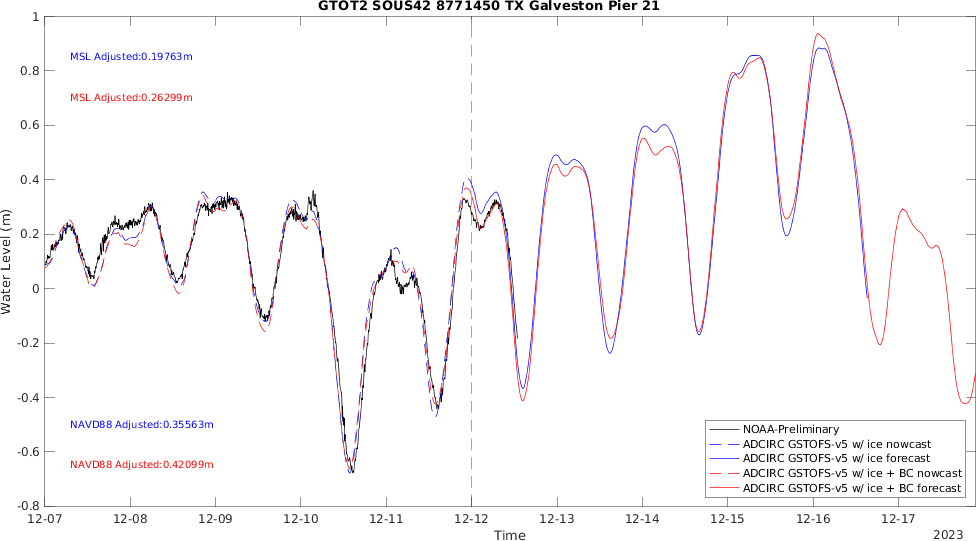 GTOT2 SOUS42 8771450 TX Galveston Pier 21
1
0.8
0.6
0.4
0.2
0
-0.2
-0.4
-0.6
-0.8
Water Level (m)
MSL Adjusted:0.19763m
MSL Adjusted:0.26299m
NAVD88 Adjusted:0.35563m
NAVD88 Adjusted:0.42099m
NOAA-Preliminary
ADCIRC GSTOFS-v5 w/ ice nowcast
ADCIRC GSTOFS-v5 w/ ice forecast
ADCIRC GSTOFS-v5 w/ ice + BC nowcast
ADCIRC GSTOFS-v5 w/ ice + BC forecast
12-07 12-08 12-09 12-10 12-11 12-12 12-13 12-14 12-15 12-16 12-17
Time
2023